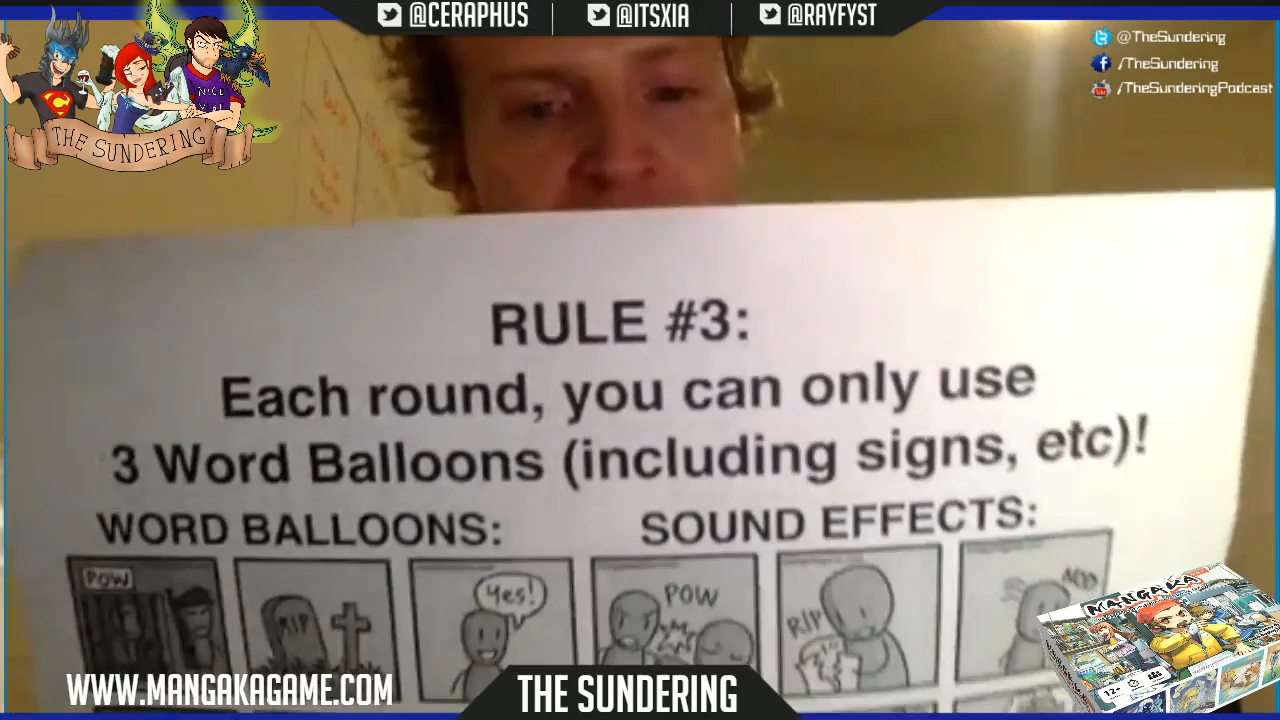 @CERAPHUS
@ITSXIA
@RAYFYST
@TheSundering
/TheSundering
/TheSunderingPodcast
THE SUNDERING
RULE #3:
Each round, you can only use
3 Word Balloons (including signs, etc)!
WORD BALLOONS:
SOUND EFFECTS:
POW
RIP
Yes!
POW
RIP
MANGAKA
12+
WWW.MANGAKAGAME.COM
THE SUNDERING